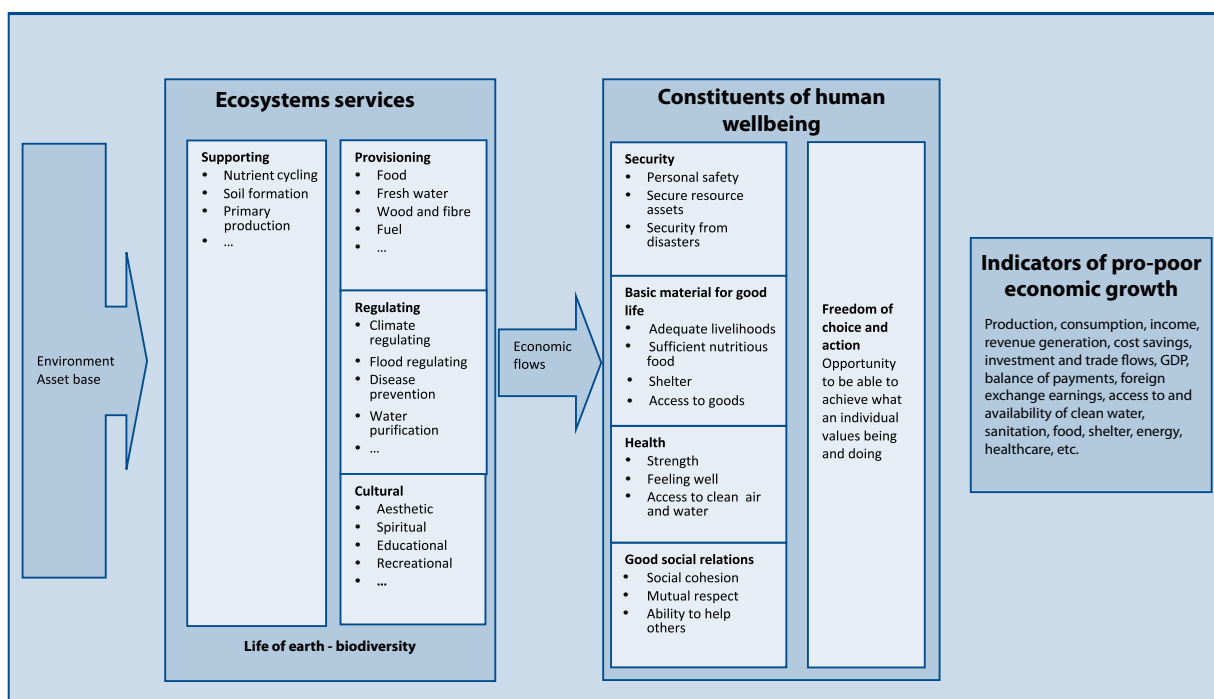 Environment
Asset base
Ecosystems services
Supporting
• Nutrient cycling
• Soil formation
• Primary
production
• ...
Provisioning
• Food
• Fresh water
• Wood and fibre
• Fuel
• ...
Regulating
• Climate
regulating
• Flood regulating
• Disease
prevention
• Water
purification
• ...
Cultural
• Aesthetic
• Spiritual
• Educational
• Recreational
• ...
Life of earth - biodiversity
Economic
flows
Constituents of human
wellbeing
Security
• Personal safety
• Secure resource
assets
• Security from
disasters
Basic material for good
life
• Adequate livelihoods
• Sufficient nutritious
food
• Shelter
• Access to goods
Health
• Strength
• Feeling well
• Access to clean air
and water
Good social relations
• Social cohesion
• Mutual respect
• Ability to help
others
Freedom of
choice and
action
Opportunity
to be able to
achieve what
an individual
values being
and doing
Indicators of pro-poor
economic growth
Production, consumption, income,
revenue generation, cost savings,
investment and trade flows, GDP,
balance of payments, foreign
exchange earnings, access to and
availability of clean water,
sanitation, food, shelter, energy,
healthcare, etc.